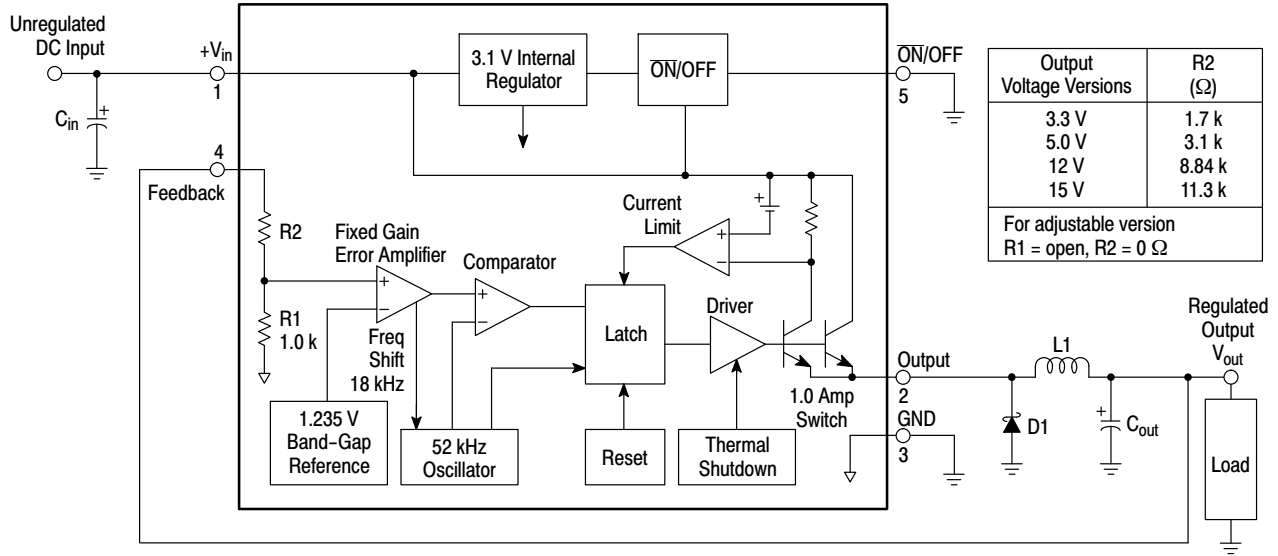 Unregulated
DC Input
+Vin
1
Cin
4
Feedback
3.1 V Internal
Regulator
O̅N̅/OFF
O̅N̅/OFF
5
Output
Voltage Versions
R2
(Ω)
3.3 V
1.7 k
5.0 V
3.1 k
12 V
8.84 k
15 V
11.3 k
For adjustable version
R1 = open, R2 = 0 Ω
R2
R1
1.0 k
Fixed Gain
Error Amplifier
+
−
Freq
Shift
18 kHz
Comparator
+
−
Current
Limit
+
−
+
Latch
Driver
1.0 Amp
Switch
1.235 V
Band-Gap
Reference
52 kHz
Oscillator
Reset
Thermal
Shutdown
Output
2
GND
3
L1
D1
+
Cout
Regulated
Output
Vout
Load
+